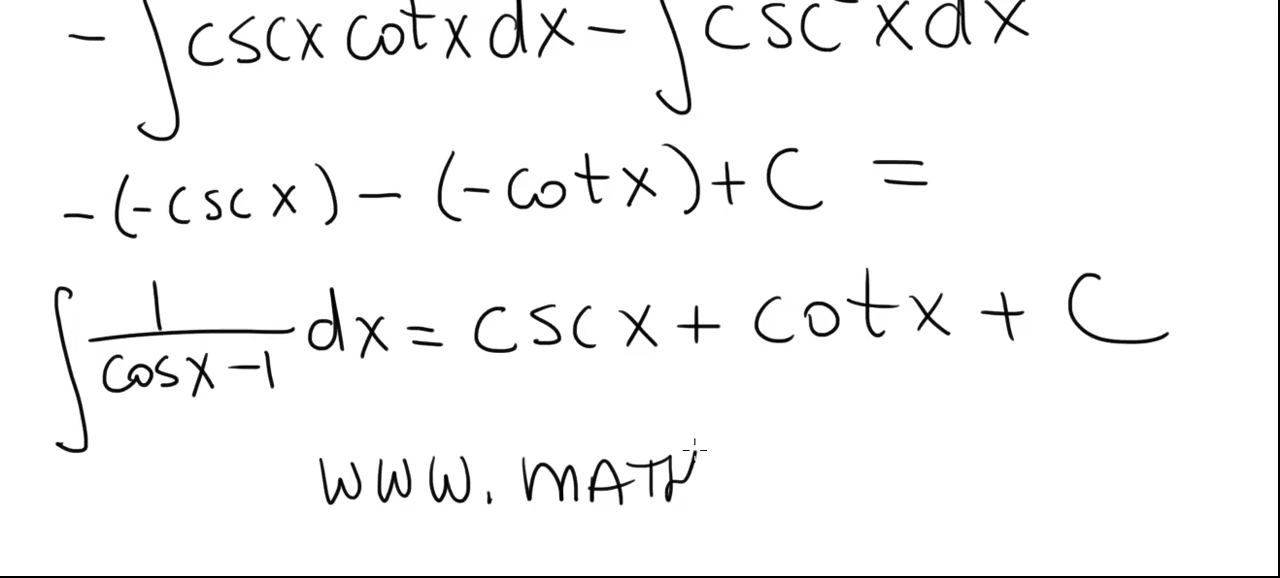 - ∫ cscx cotx dx - ∫ csc²x dx
-(-cscx) - (-cotx) + C =
∫ 1/(cosx-1) dx = cscx + cotx + C
www.MATH